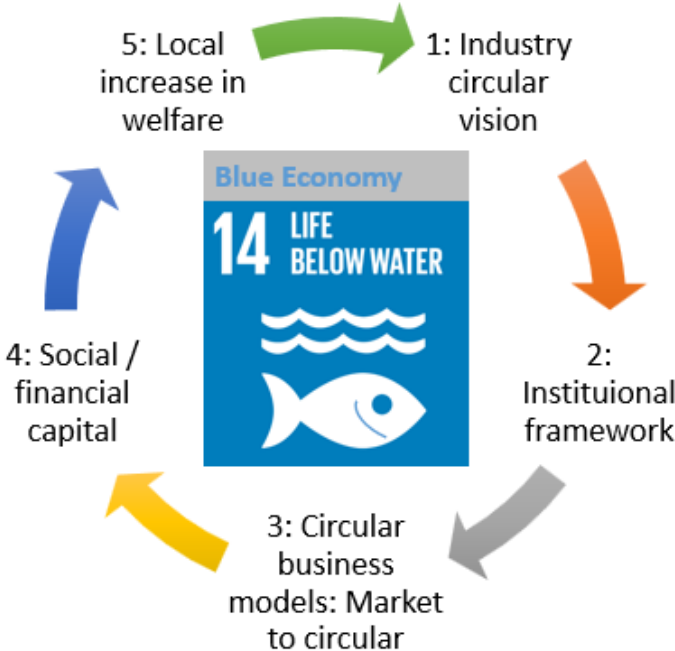 5: Local
increase in
welfare
1: Industry
circular
vision
Blue Economy
14 LIFE
BELOW WATER
4: Social /
financial
capital
2:
Instituional
framework
3: Circular
business
models: Market
to circular